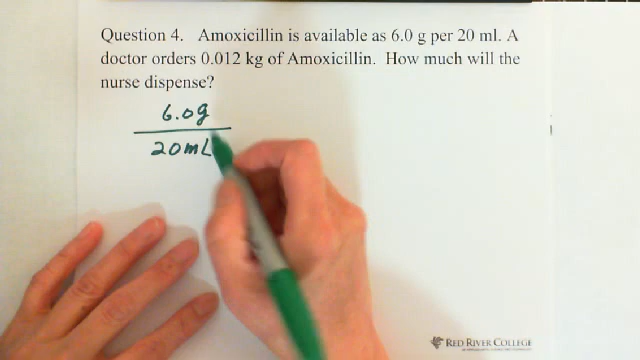 Question 4. Amoxicillin is available as 6.0 g per 20 ml. A
doctor orders 0.012 kg of Amoxicillin. How much will the
nurse dispense?
6.0g
20mL
RED RIVER COLLEGE